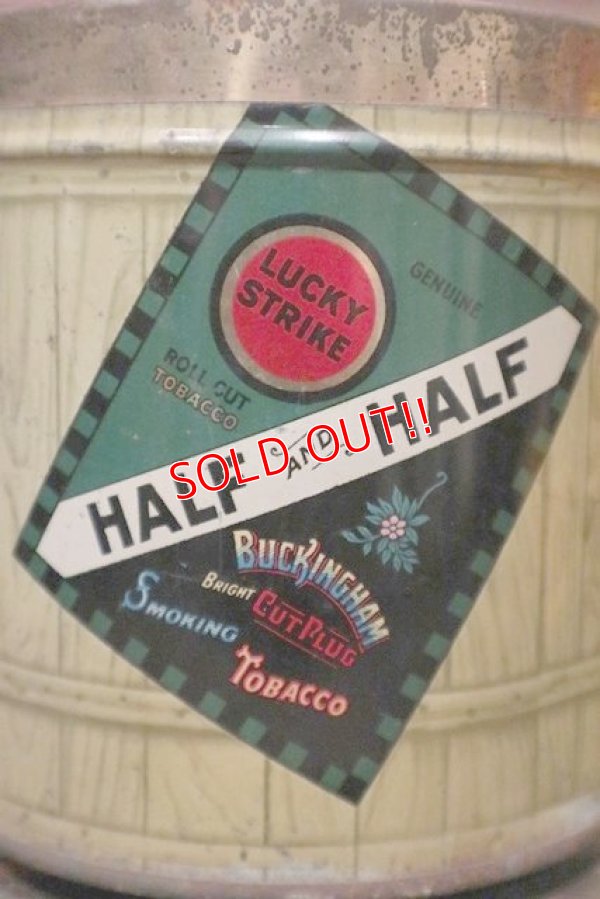 LUCKY
STRIKE
GENUINE
ROLL CUT
TOBACCO
HALF AND HALF
SOLD OUT!!
BUCKINGHAM
BRIGHT CUT PLUG
SMOKING
TOBACCO